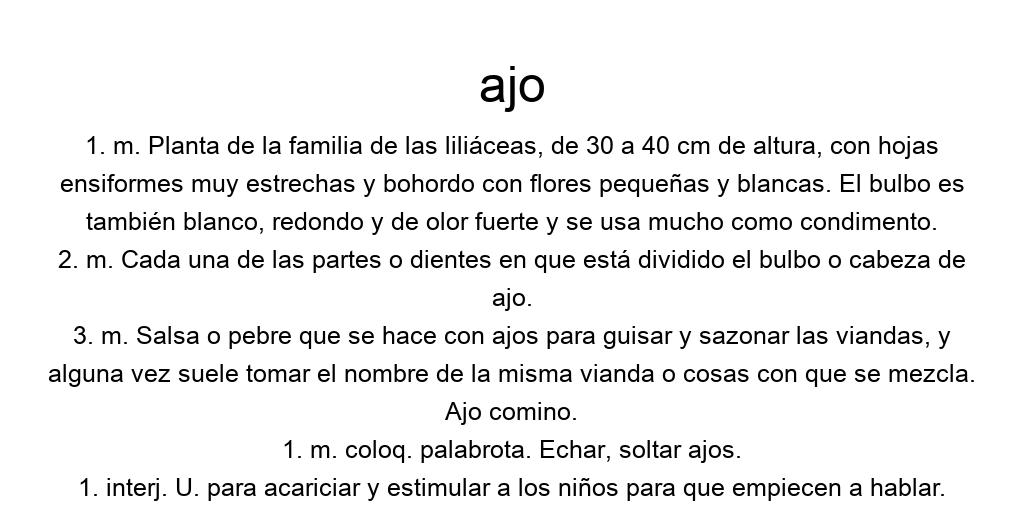 ajo
1. m. Planta de la familia de las liliáceas, de 30 a 40 cm de altura, con hojas
ensiformes muy estrechas y bohordo con flores pequeñas y blancas. El bulbo es
también blanco, redondo y de olor fuerte y se usa mucho como condimento.
2. m. Cada una de las partes o dientes en que está dividido el bulbo o cabeza de
ajo.
3. m. Salsa o pebre que se hace con ajos para guisar y sazonar las viandas, y
alguna vez suele tomar el nombre de la misma vianda o cosas con que se mezcla.
Ajo comino.
1. m. coloq. palabrota. Echar, soltar ajos.
1. interj. U. para acariciar y estimular a los niños para que empiecen a hablar.